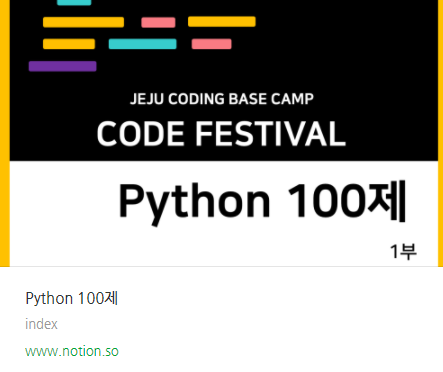 JEJU CODING BASE CAMP
CODE FESTIVAL
Python 100제
1부
Python 100제
index
www.notion.so